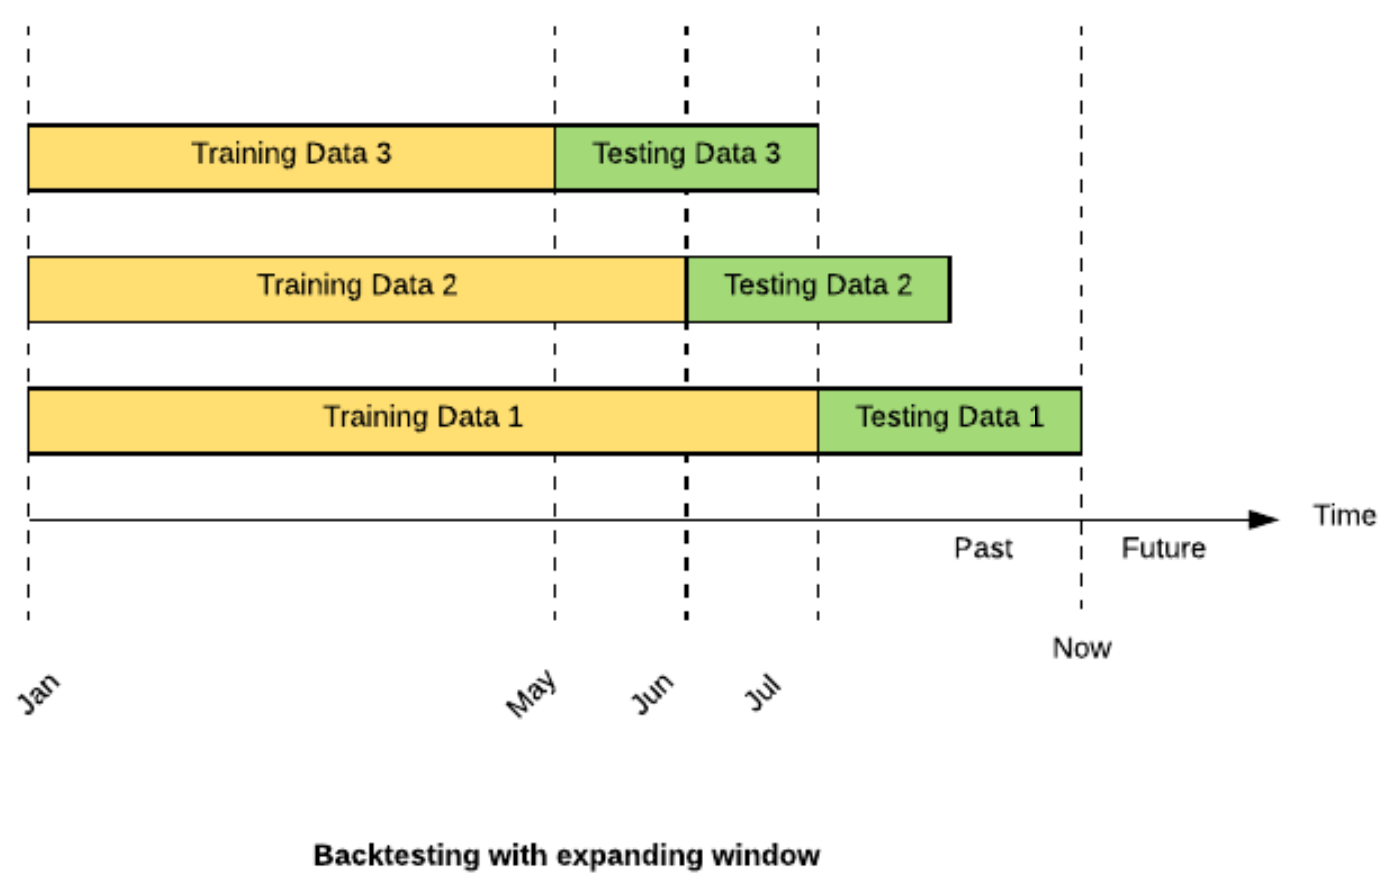 Training Data 3
Testing Data 3
Training Data 2
Testing Data 2
Training Data 1
Testing Data 1
Time
Past
Future
Now
Jan
May
Jun
Jul
Backtesting with expanding window